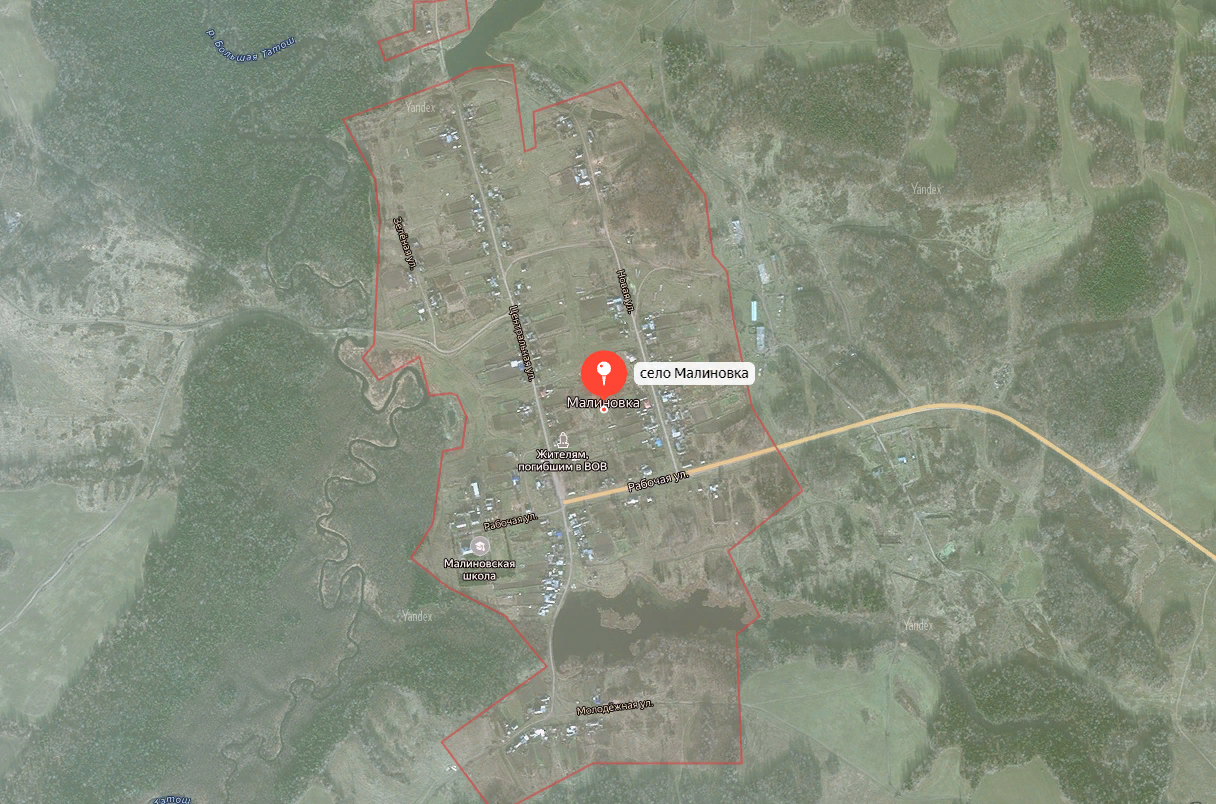 р. Большая Татош
Yandex
Yandex
Зелёная ул.
Новая ул.
Центральная ул.
село Малиновка
Малиновка
Жителям,
погибшим в ВОВ
Рабочая ул.
Рабочая ул.
Малиновская
школа
Yandex
Yandex
Молодёжная ул.